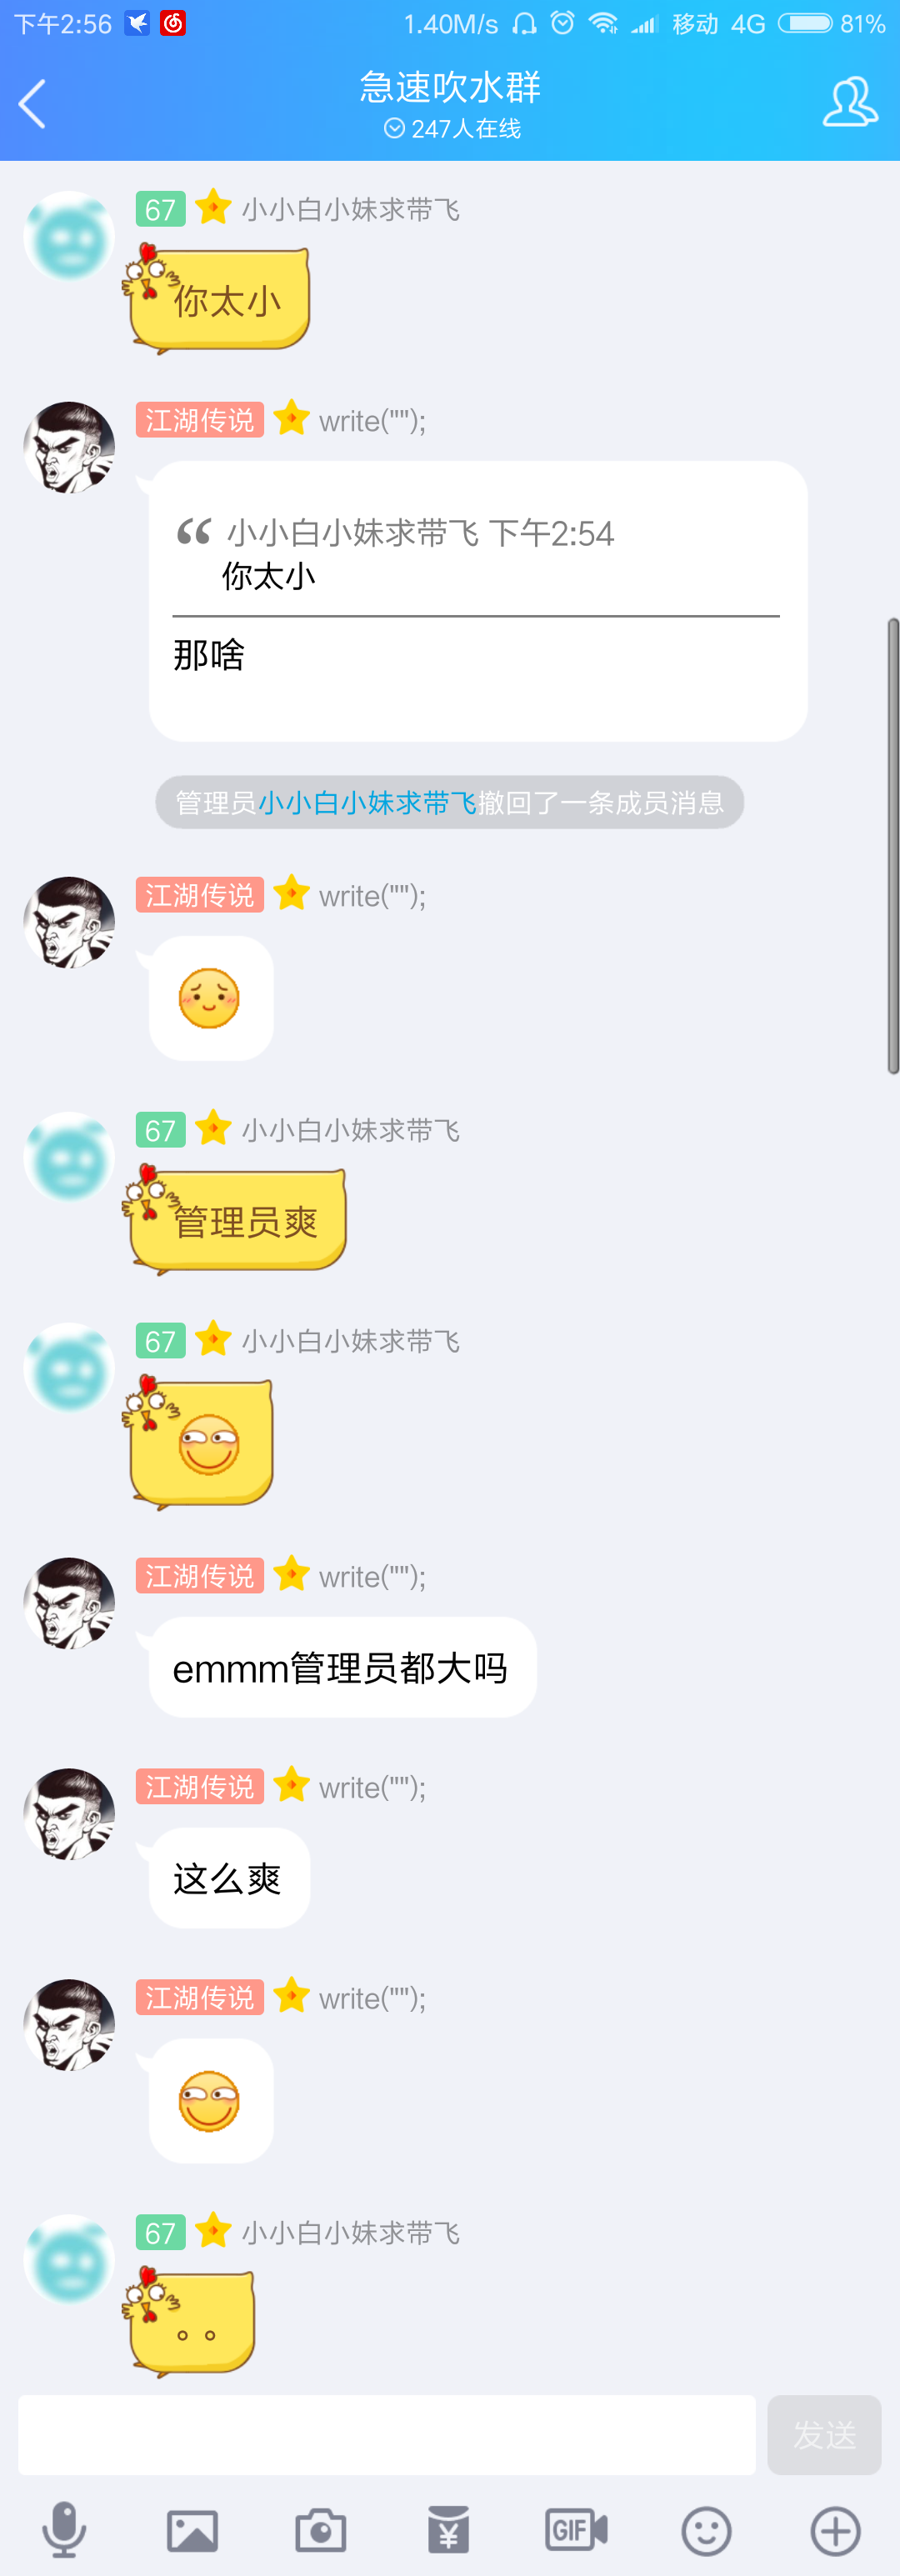 下午2:56 1.40M/s 移动 4G 81%
急速吹水群
247人在线
67 小小白小妹求带飞
你太小
江湖传说 write("");
“ 小小白小妹求带飞 下午2:54
你太小
那啥
管理员小小白小妹求带飞撤回了一条成员消息
江湖传说 write("");
67 小小白小妹求带飞
管理员爽
67 小小白小妹求带飞
江湖传说 write("");
emmm管理员都大吗
江湖传说 write("");
这么爽
江湖传说 write("");
67 小小白小妹求带飞
。。
发送
¥ GIF